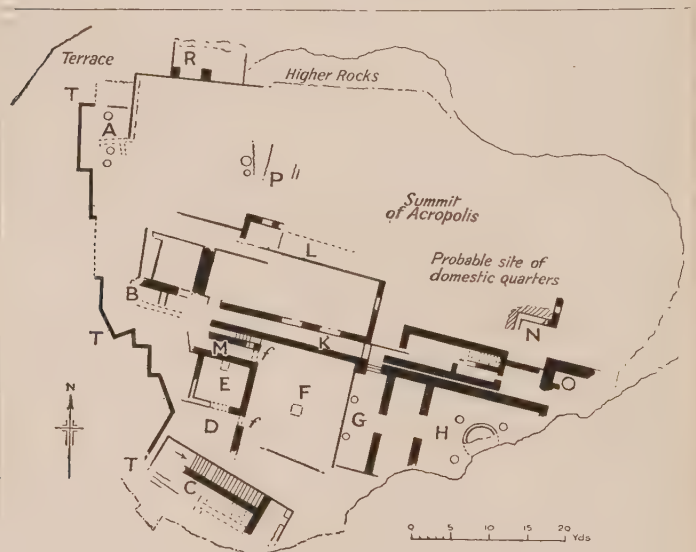 Terrace
R
Higher Rocks
T
A
P
Summit
of Acropolis
L
Probable site of
domestic quarters
B
N
T
K
M
f
E
F
N
D
f
G
H
T
C
0 5 10 15 20
Yds